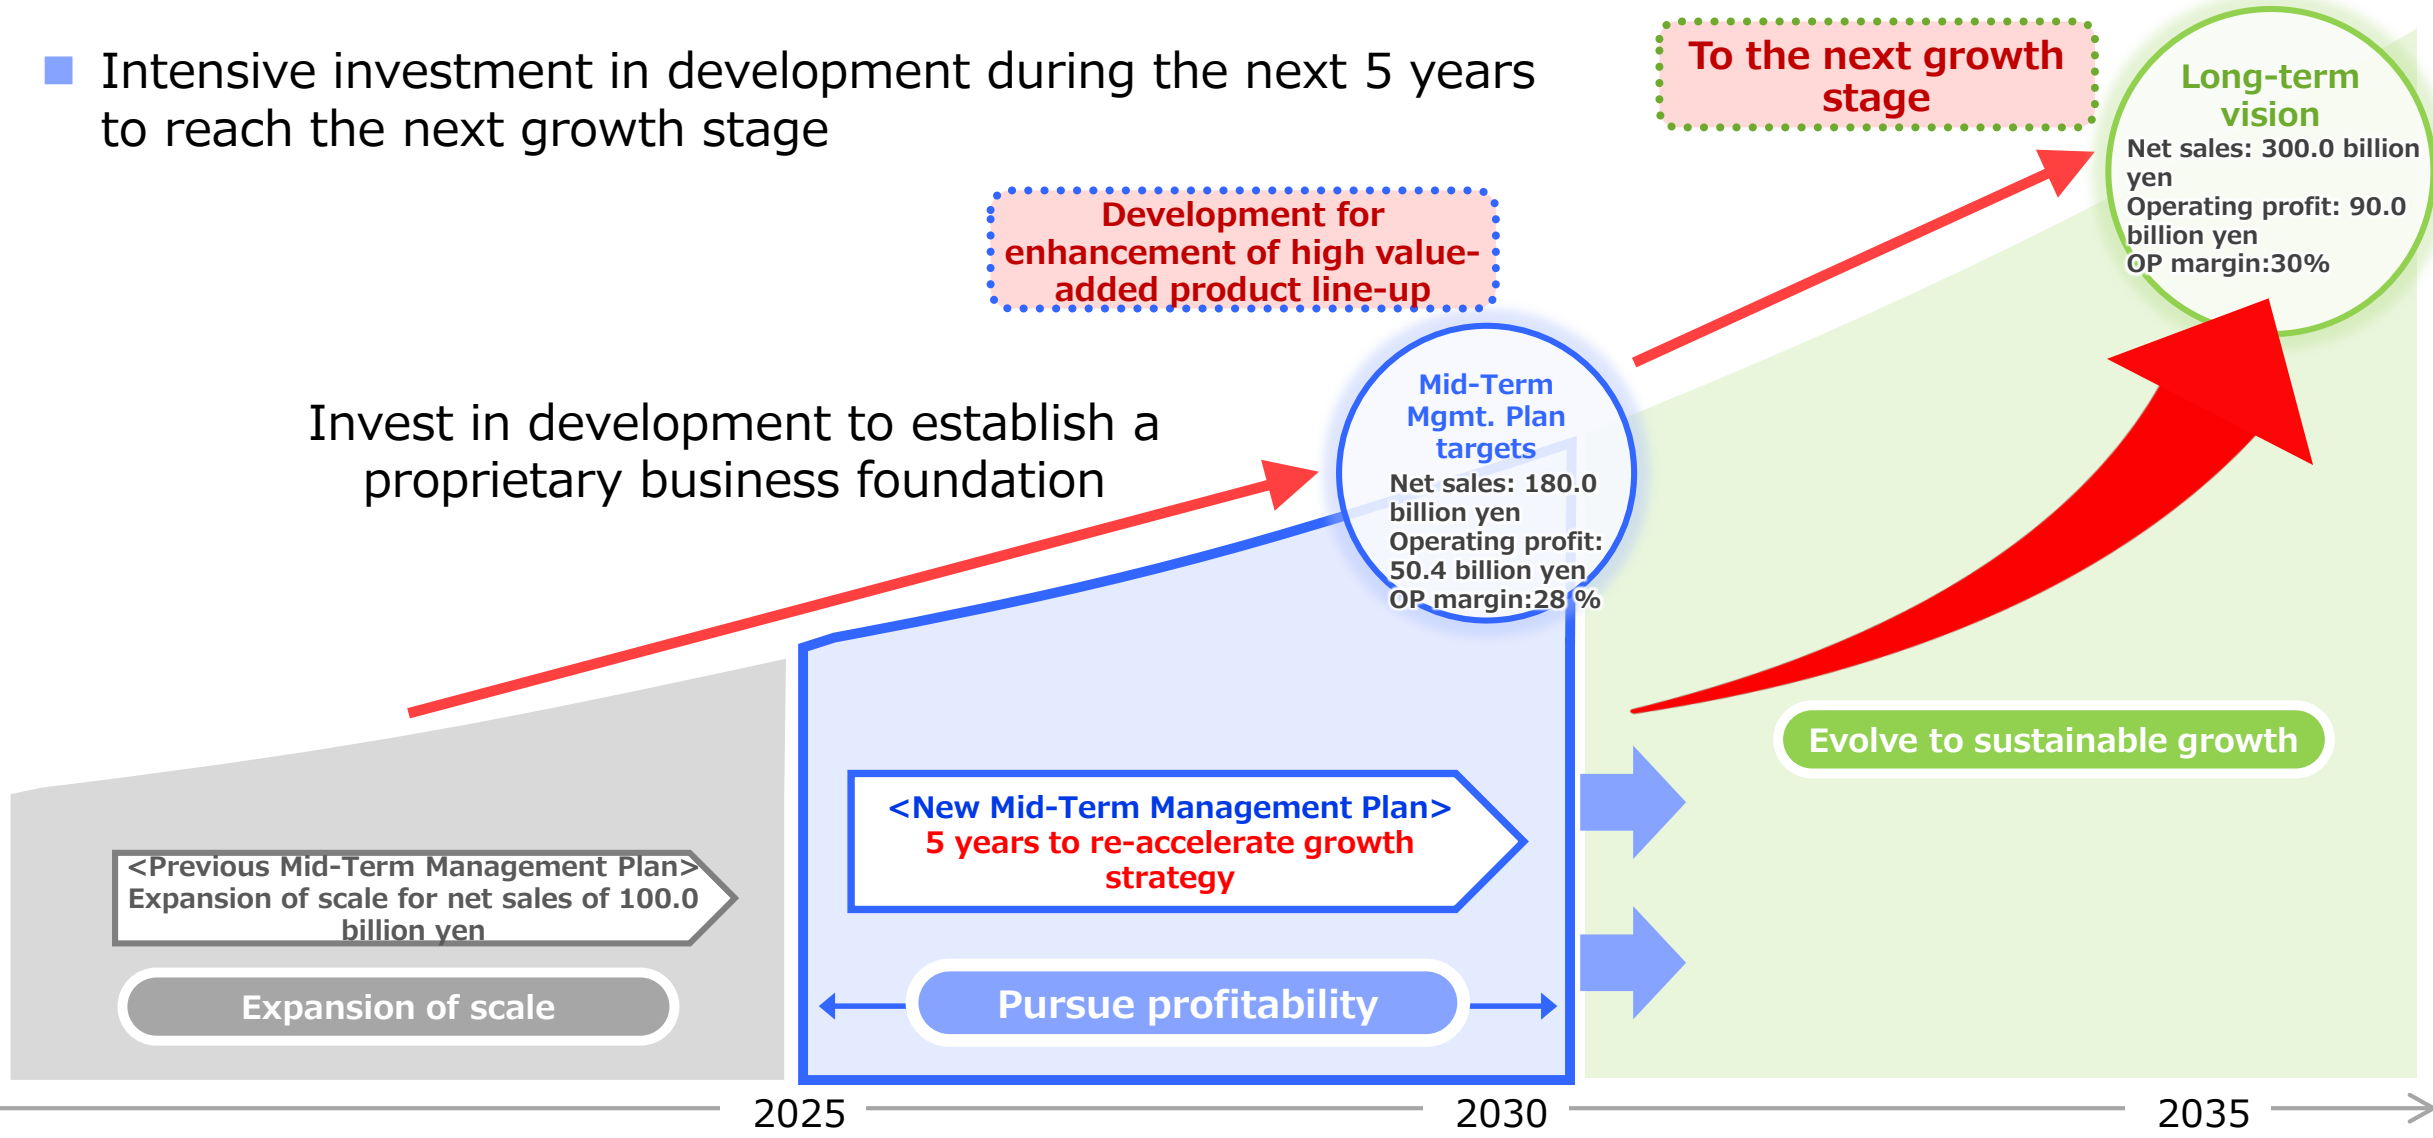 Intensive investment in development during the next 5 years
to reach the next growth stage
To the next growth
stage
Long-term
vision
Net sales: 300.0 billion
yen
Operating profit: 90.0
billion yen
OP margin:30%
Development for
enhancement of high value-
added product line-up
Mid-Term
Mgmt. Plan
targets
Net sales: 180.0
billion yen
Operating profit:
50.4 billion yen
OP margin:28 %
Invest in development to establish a
proprietary business foundation
Evolve to sustainable growth
<New Mid-Term Management Plan>
5 years to re-accelerate growth
strategy
<Previous Mid-Term Management Plan>
Expansion of scale for net sales of 100.0
billion yen
Expansion of scale
Pursue profitability
2025
2030
2035